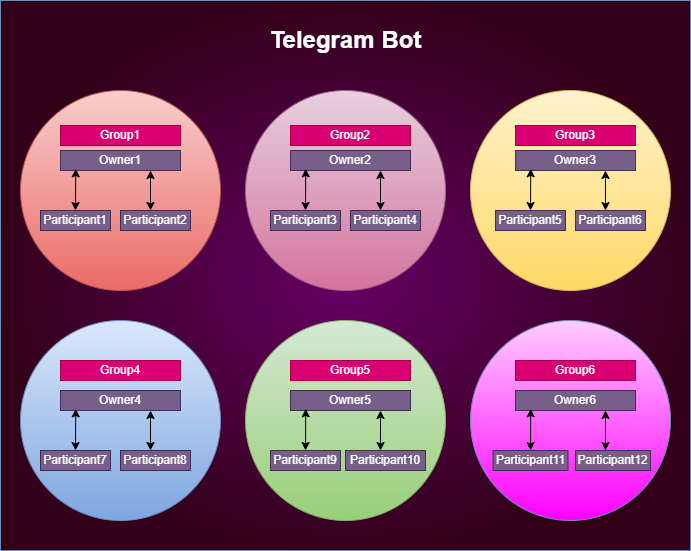 Telegram Bot
Group1
Owner1
Participant1
Participant2
Group2
Owner2
Participant3
Participant4
Group3
Owner3
Participant5
Participant6
Group4
Owner4
Participant7
Participant8
Group5
Owner5
Participant9
Participant10
Group6
Owner6
Participant11
Participant12